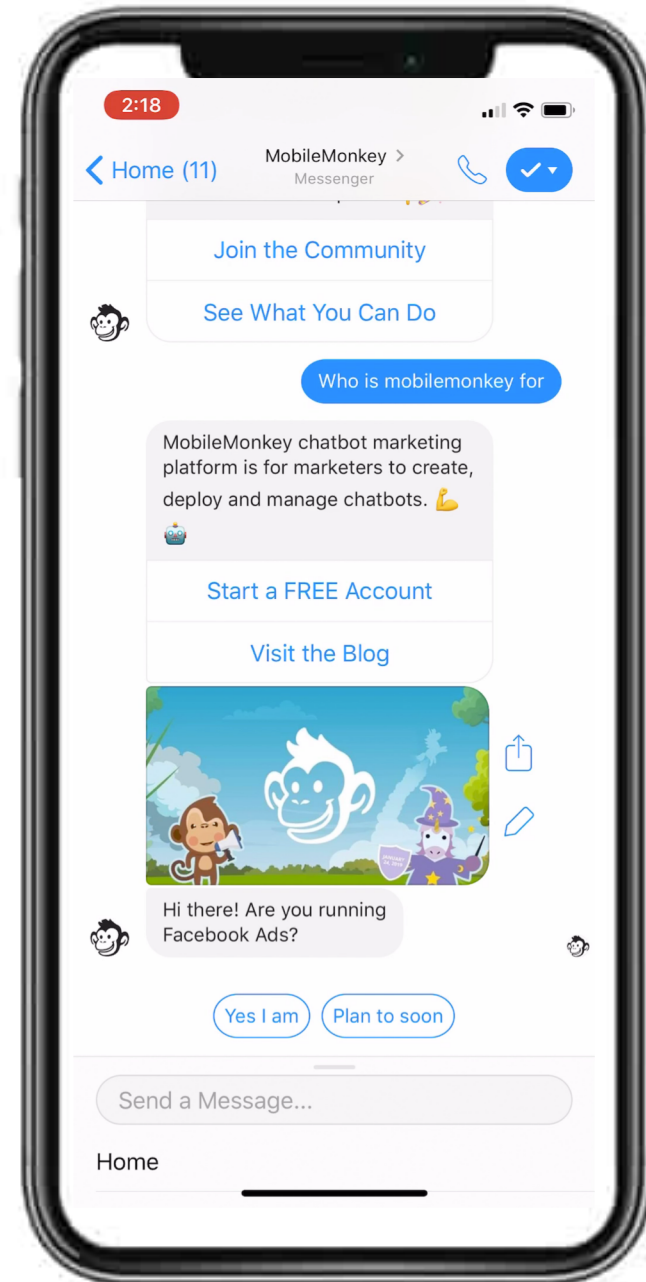 2:18
Home (11)
MobileMonkey
Messenger
Join the Community
See What You Can Do
Who is mobilemonkey for
MobileMonkey chatbot marketing
platform is for marketers to create,
deploy and manage chatbots.
Start a FREE Account
Visit the Blog
JANUARY
Hi there! Are you running
Facebook Ads?
Yes I am
Plan to soon
Send a Message...
Home